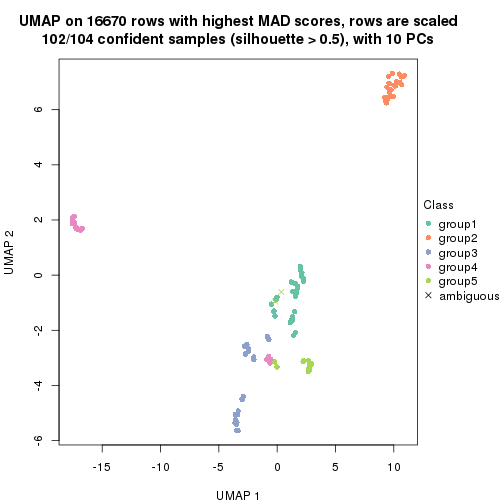 UMAP on 16670 rows with highest MAD scores, rows are scaled
102/104 confident samples (silhouette > 0.5), with 10 PCs
UMAP 2
6
4
2
0
-2
-4
-6
-15
-10
-5
0
5
10
UMAP 1
Class
group1
group2
group3
group4
group5
ambiguous